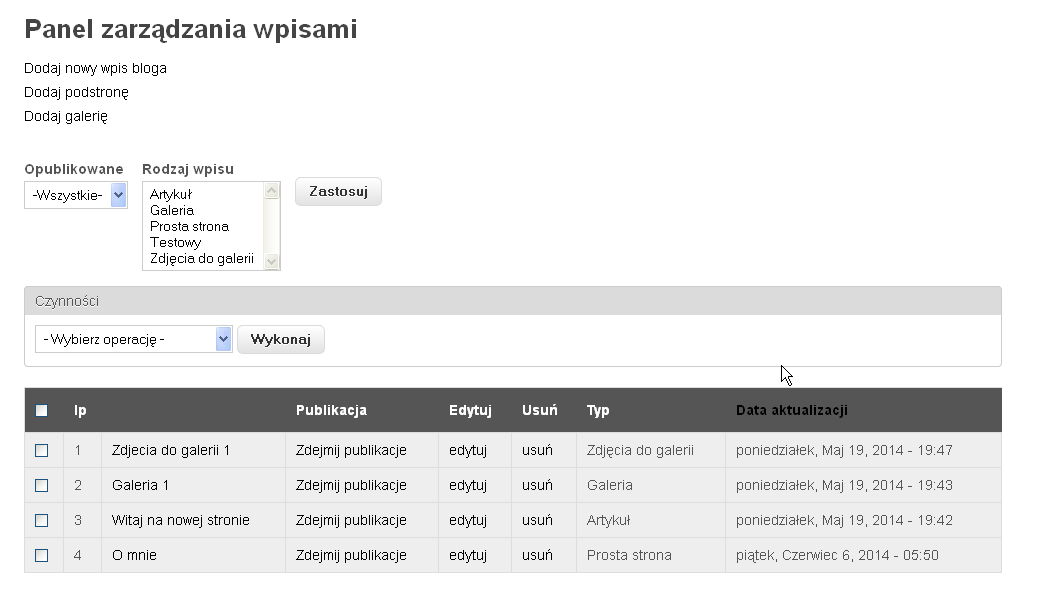 Panel zarządzania wpisami
Dodaj nowy wpis bloga
Dodaj podstronę
Dodaj galerię
Opublikowane Rodzaj wpisu
-Wszystkie- Zastosuj
Artykuł
Galeria
Prosta strona
Testowy
Zdjęcia do galerii
Czynności
- Wybierz operację - Wykonaj
lp Publikacja Edytuj Usuń Typ Data aktualizacji
1 Zdjecia do galerii 1 Zdejmij publikacje edytuj usuń Zdjęcia do galerii poniedziałek, Maj 19, 2014 - 19:47
2 Galeria 1 Zdejmij publikacje edytuj usuń Galeria poniedziałek, Maj 19, 2014 - 19:43
3 Witaj na nowej stronie Zdejmij publikacje edytuj usuń Artykuł poniedziałek, Maj 19, 2014 - 19:42
4 O mnie Zdejmij publikacje edytuj usuń Prosta strona piątek, Czerwiec 6, 2014 - 05:50